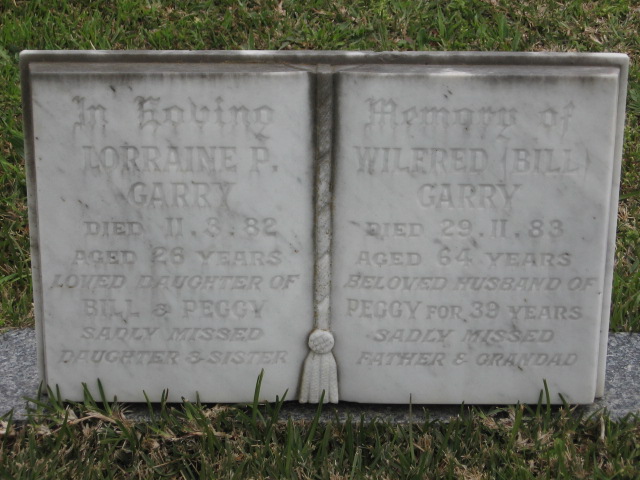 In Loving
LORRAINE P.
GARRY
DIED 11.3.82
AGED 26 YEARS
LOVED DAUGHTER OF
BILL & PEGGY
SADLY MISSED
DAUGHTER & SISTER
Memory of
WILFRED (BILL)
GARRY
DIED 29.11.83
AGED 64 YEARS
BELOVED HUSBAND OF
PEGGY FOR 39 YEARS
SADLY MISSED
FATHER & GRANDAD